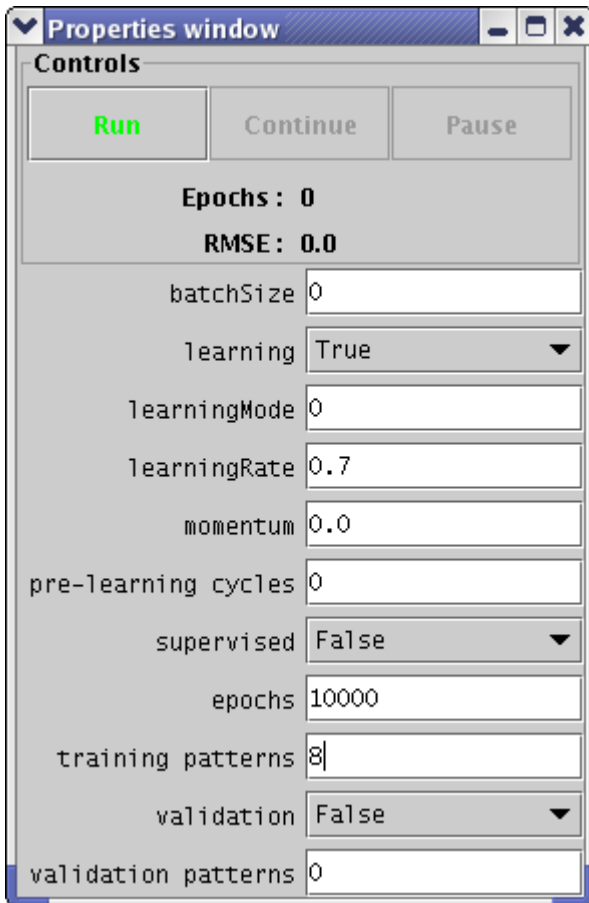 Properties window
Controls
Run Continue Pause
Epochs: 0
RMSE: 0.0
batchSize 0
learning True
learningMode 0
learningRate 0.7
momentum 0.0
pre-learning cycles 0
supervised False
epochs 10000
training patterns 8
validation False
validation patterns 0